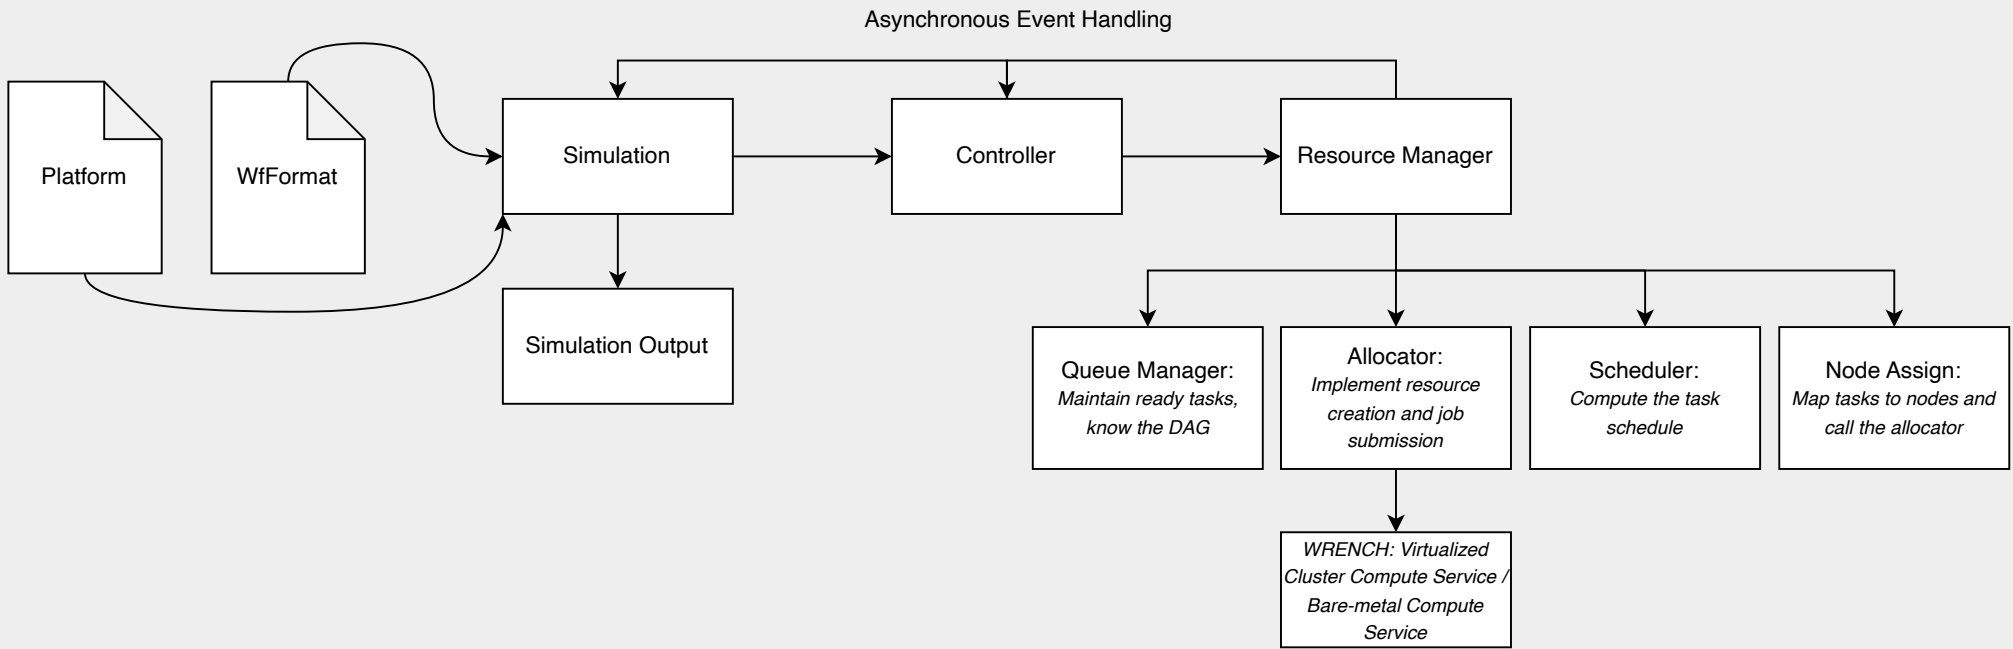 Asynchronous Event Handling
Platform
WfFormat
Simulation
Controller
Resource Manager
Simulation Output
Queue Manager:
Maintain ready tasks,
know the DAG
Allocator:
Implement resource
creation and job
submission
Scheduler:
Compute the task
schedule
Node Assign:
Map tasks to nodes and
call the allocator
WRENCH: Virtualized
Cluster Compute Service /
Bare-metal Compute
Service